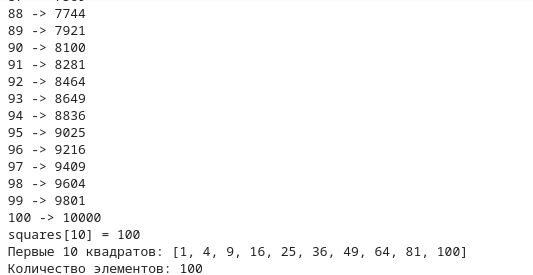 88 -> 7744
89 -> 7921
90 -> 8100
91 -> 8281
92 -> 8464
93 -> 8649
94 -> 8836
95 -> 9025
96 -> 9216
97 -> 9409
98 -> 9604
99 -> 9801
100 -> 10000
squares[10] = 100
Первые 10 квадратов: [1, 4, 9, 16, 25, 36, 49, 64, 81, 100]
Количество элементов: 100